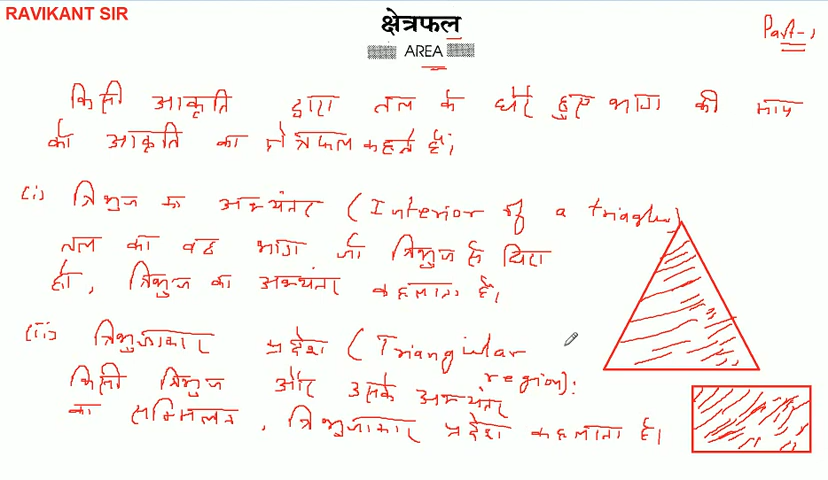 RAVIKANT SIR
क्षेत्रफल
Part-1
AREA
किसी आकृति द्वारा तल के घेरे हुए भाग की माप
को आकृति का क्षेत्रफल कहते हैं।
(i) त्रिभुज का अभ्यंतर (Interior of a triagle)
तल का वह भाग जो त्रिभुज से घिरा
हो, त्रिभुज का अभ्यंतर कहलाता है।
(ii) त्रिभुजाकार प्रदेश (Triangular
region):
किसी त्रिभुज और उसके अभ्यंतर
का सम्मिलन, त्रिभुजाकार प्रदेश कहलाता है।